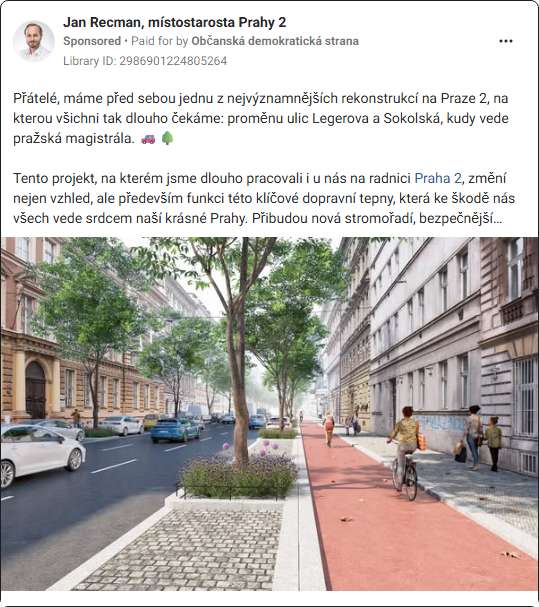 Jan Recman, místostarosta Prahy 2
Sponsored • Paid for by Občanská demokratická strana
Library ID: 2986901224805264
Přátelé, máme před sebou jednu z nejvýznamnějších rekonstrukcí na Praze 2, na
kterou všichni tak dlouho čekáme: proměnu ulic Legerova a Sokolská, kudy vede
pražská magistrála. 🚗 🌳
Tento projekt, na kterém jsme dlouho pracovali i u nás na radnici Praha 2, změní
nejen vzhled, ale především funkci této klíčové dopravní tepny, která ke škodě nás
všech vede srdcem naší krásné Prahy. Přibudou nová stromořadí, bezpečnější...